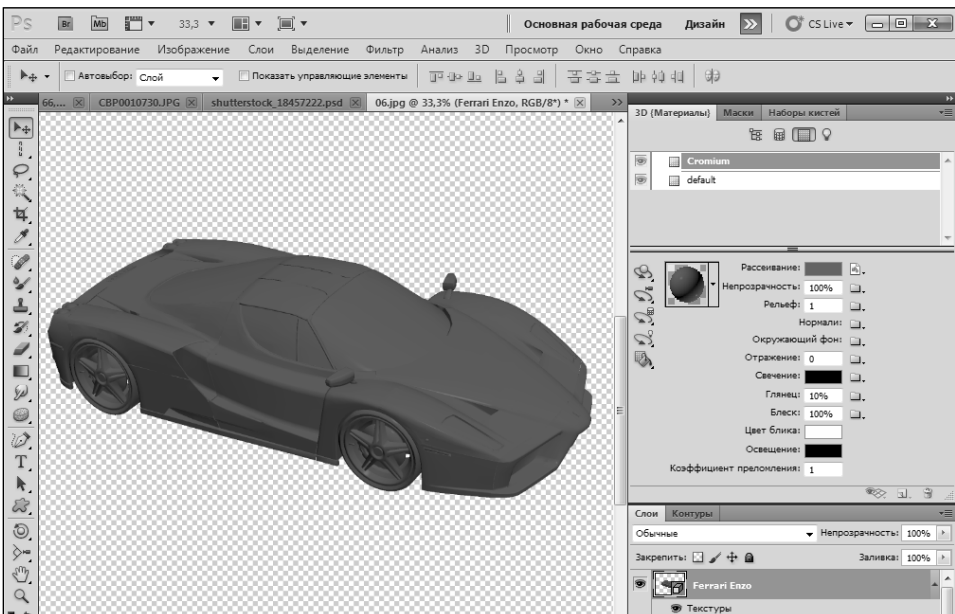 Ps Br Mb 33,3 Основная рабочая среда Дизайн CS Live
Файл Редактирование Изображение Слои Выделение Фильтр Анализ 3D Просмотр Окно Справка
Автовыбор: Слой Показать управляющие элементы
66,... CBP0010730.JPG shutterstock_18457222.psd 06.jpg @ 33,3% (Ferrari Enzo, RGB/8*) *
3D {Материалы} Маски Наборы кистей
Cromium
default
Рассеивание:
Непрозрачность: 100%
Рельеф: 1
Нормали:
Окружающий фон:
Отражение: 0
Свечение:
Глянец: 10%
Блеск: 100%
Цвет блика:
Освещение:
Коэффициент преломления: 1
Слои Контуры
Обычные Непрозрачность: 100%
Закрепить: Заливка: 100%
Ferrari Enzo
Текстуры